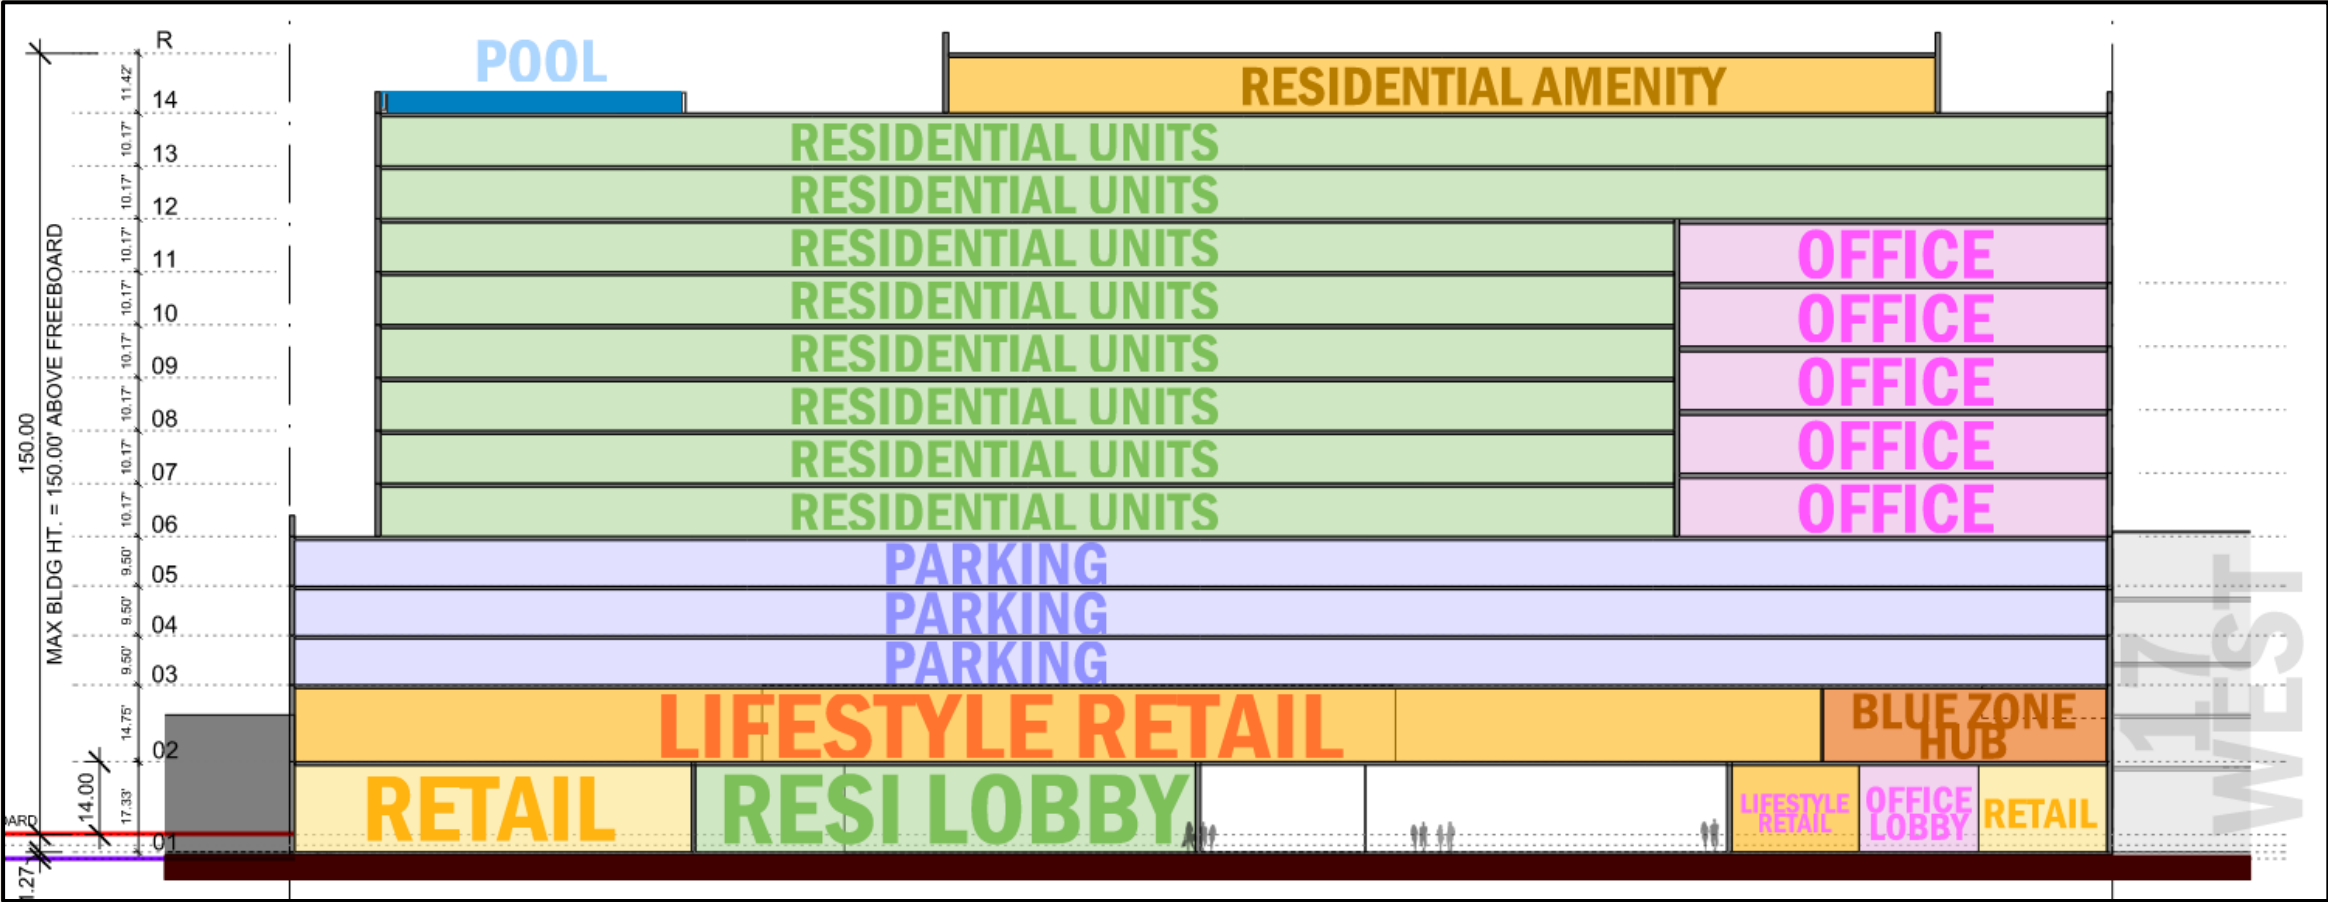 R
POOL
11.42'
RESIDENTIAL AMENITY
14
10.17'
RESIDENTIAL UNITS
13
10.17'
RESIDENTIAL UNITS
12
10.17'
RESIDENTIAL UNITS
OFFICE
11
10.17'
RESIDENTIAL UNITS
OFFICE
10
10.17'
RESIDENTIAL UNITS
OFFICE
09
10.17'
RESIDENTIAL UNITS
OFFICE
08
10.17'
RESIDENTIAL UNITS
07
10.17'
RESIDENTIAL UNITS
OFFICE
06
9.50'
PARKING
05
9.50'
PARKING
04
9.50'
PARKING
03
14.75'
LIFESTYLE RETAIL
BLUE ZONE
HUB
02
17.33'
RETAIL
RESI LOBBY
LIFESTYLE
RETAIL
OFFICE
LOBBY
RETAIL
01
14.00
150.00
MAX BLDG HT. = 150.00' ABOVE FREEBOARD
OARD
1.27'
17
WEST